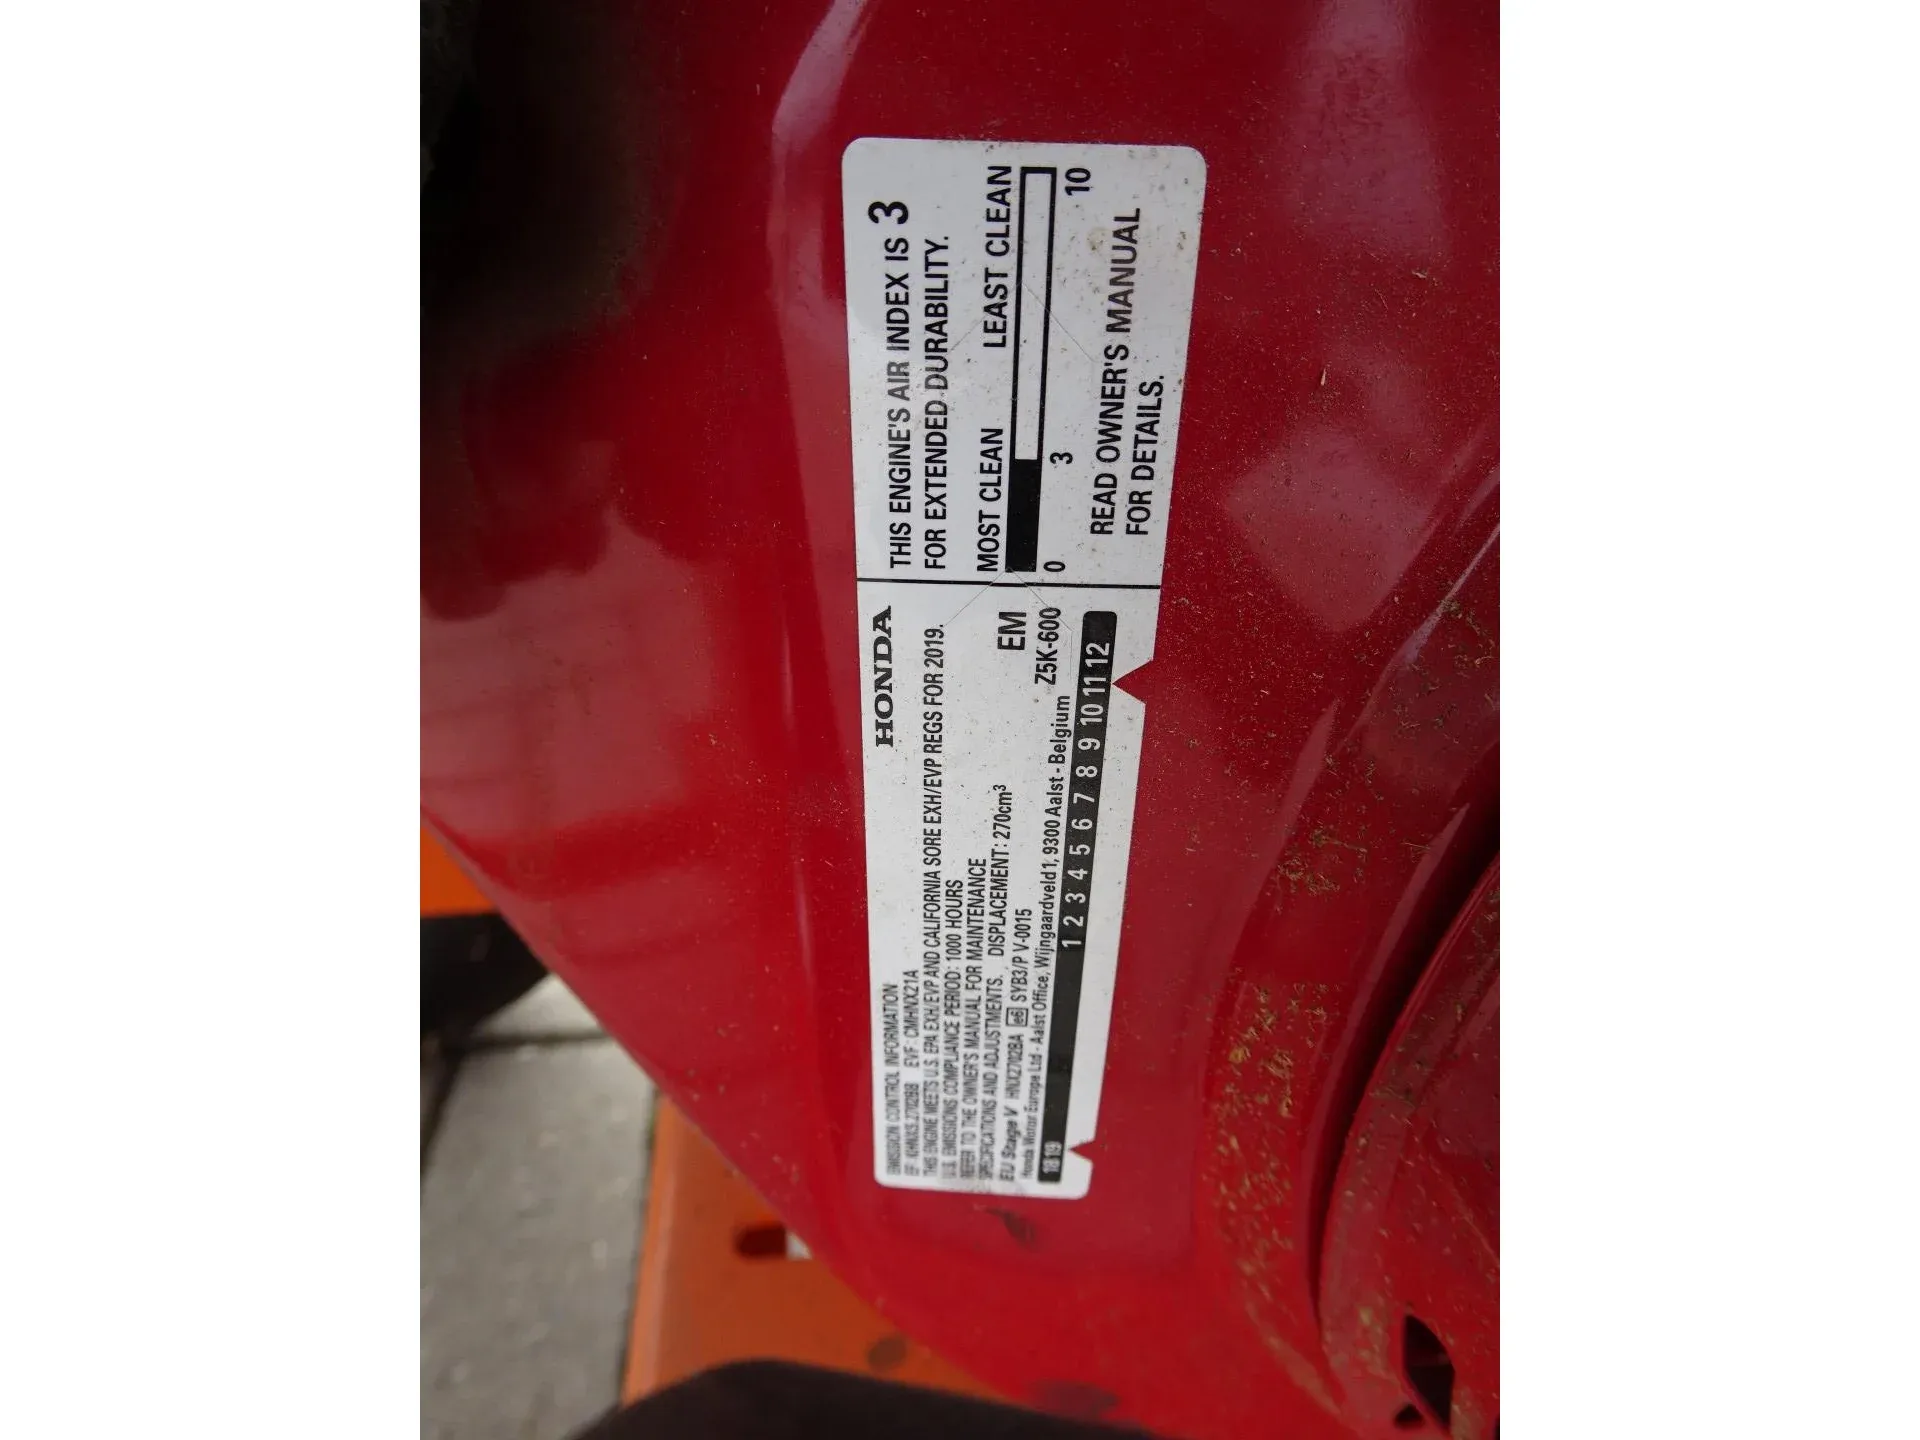 HONDA
EMISSION CONTROL INFORMATION
EVF: CMHNX21A
THIS ENGINE MEETS U.S. EPA EXH/EVP AND CALIFORNIA SORE EXH/EVP REGS FOR 2019.
U.S. EMISSIONS COMPLIANCE PERIOD: 1000 HOURS
REFER TO THE OWNER'S MANUAL FOR MAINTENANCE
SPECIFICATIONS AND ADJUSTMENTS. DISPLACEMENT: 270cm³
EM
EU Stage V HNX2702BA e6 SYB3/P V-0015
Z5K-600
Honda Motor Europe Ltd - Aalst Office, Wijngaardveld 1, 9300 Aalst - Belgium
18 19 1 2 3 4 5 6 7 8 9 10 11 12
THIS ENGINE'S AIR INDEX IS 3
FOR EXTENDED DURABILITY.
MOST CLEAN LEAST CLEAN
0 3 10
READ OWNER'S MANUAL
FOR DETAILS.